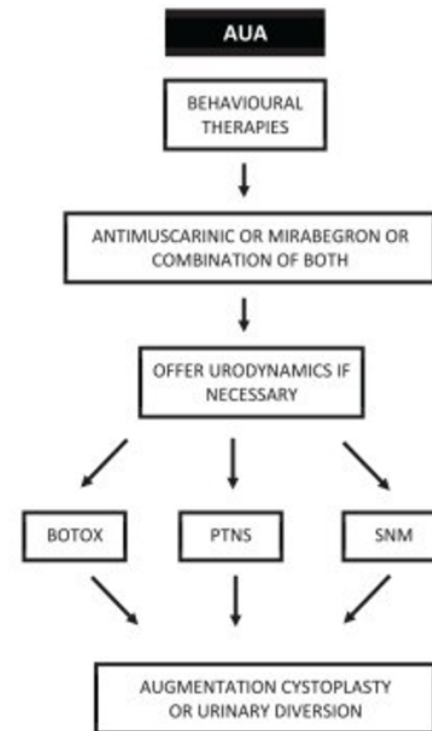 AUA
BEHAVIOURAL
THERAPIES
ANTIMUSCARINIC OR MIRABEGRON OR
COMBINATION OF BOTH
OFFER URODYNAMICS IF
NECESSARY
BOTOX
PTNS
SNM
AUGMENTATION CYSTOPLASTY
OR URINARY DIVERSION